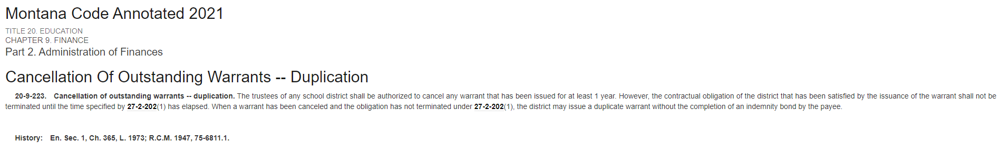 Montana Code Annotated 2021
TITLE 20. EDUCATION
CHAPTER 9. FINANCE
Part 2. Administration of Finances
Cancellation Of Outstanding Warrants -- Duplication
20-9-223. Cancellation of outstanding warrants -- duplication. The trustees of any school district shall be authorized to cancel any warrant that has been issued for at least 1 year. However, the contractual obligation of the district that has been satisfied by the issuance of the warrant shall not be
terminated until the time specified by 27-2-202(1) has elapsed. When a warrant has been canceled and the obligation has not terminated under 27-2-202(1), the district may issue a duplicate warrant without the completion of an indemnity bond by the payee.
History: En. Sec. 1, Ch. 365, L. 1973; R.C.M. 1947, 75-6811.1.